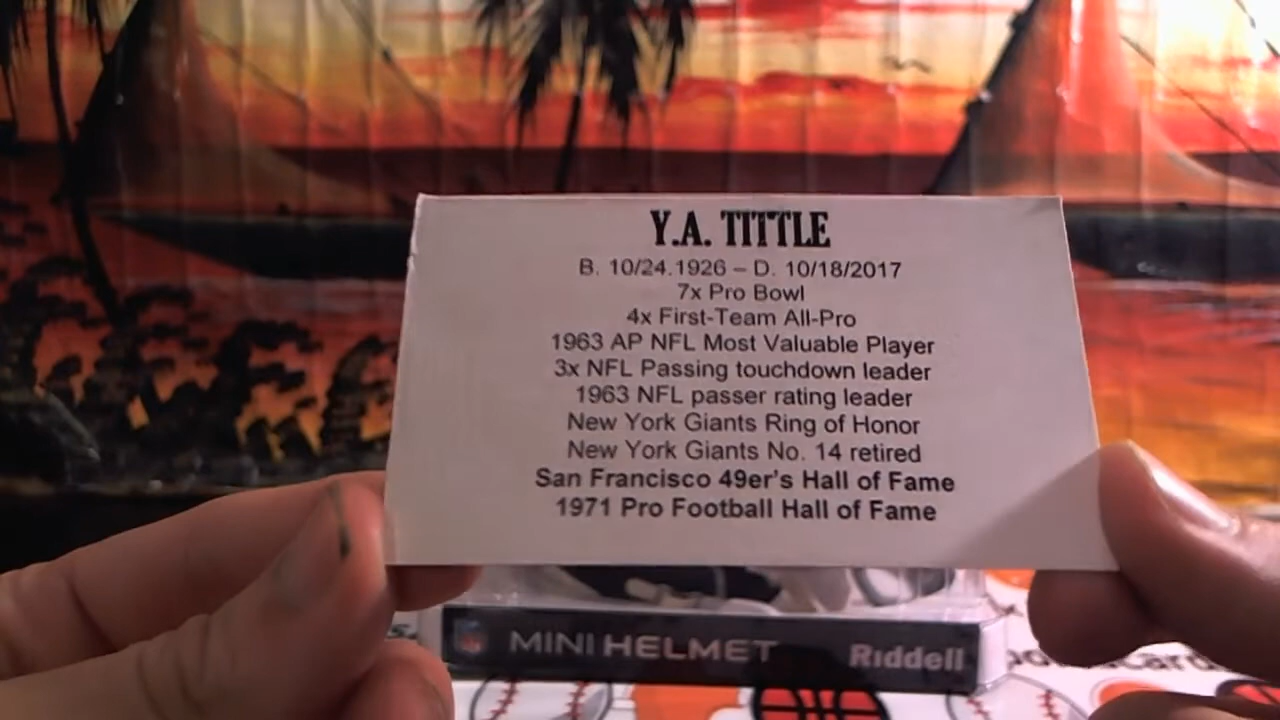 Y.A. TITTLE
B. 10/24.1926 – D. 10/18/2017
7x Pro Bowl
4x First-Team All-Pro
1963 AP NFL Most Valuable Player
3x NFL Passing touchdown leader
1963 NFL passer rating leader
New York Giants Ring of Honor
New York Giants No. 14 retired
San Francisco 49er's Hall of Fame
1971 Pro Football Hall of Fame
MINI HELMET Riddell